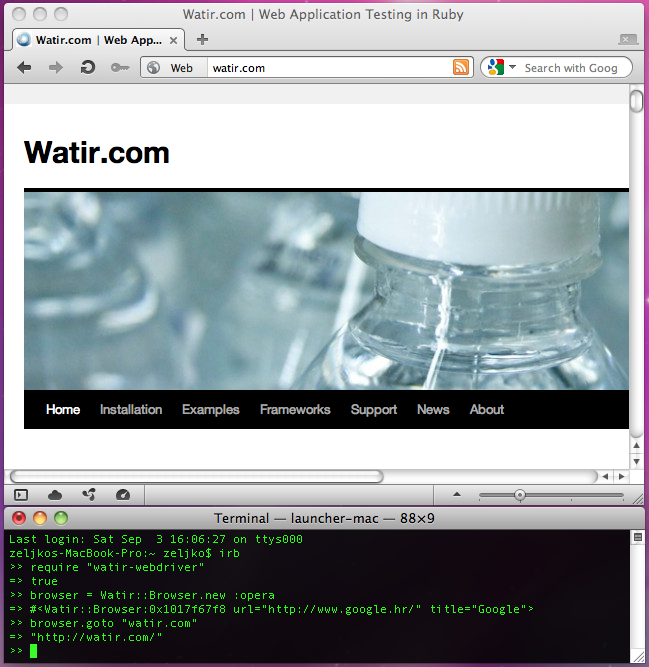 Watir.com | Web Application Testing in Ruby
Watir.com | Web App...
Web
watir.com
Search with Goog
Watir.com
Home Installation Examples Frameworks Support News About
Terminal — launcher-mac — 88×9
Last login: Sat Sep  3 16:06:27 on ttys000
zeljkos-MacBook-Pro:~ zeljko$ irb
>> require "watir-webdriver"
=> true
>> browser = Watir::Browser.new :opera
=> #<Watir::Browser:0x1017f67f8 url="http://www.google.hr/" title="Google">
>> browser.goto "watir.com"
=> "http://watir.com/"
>>